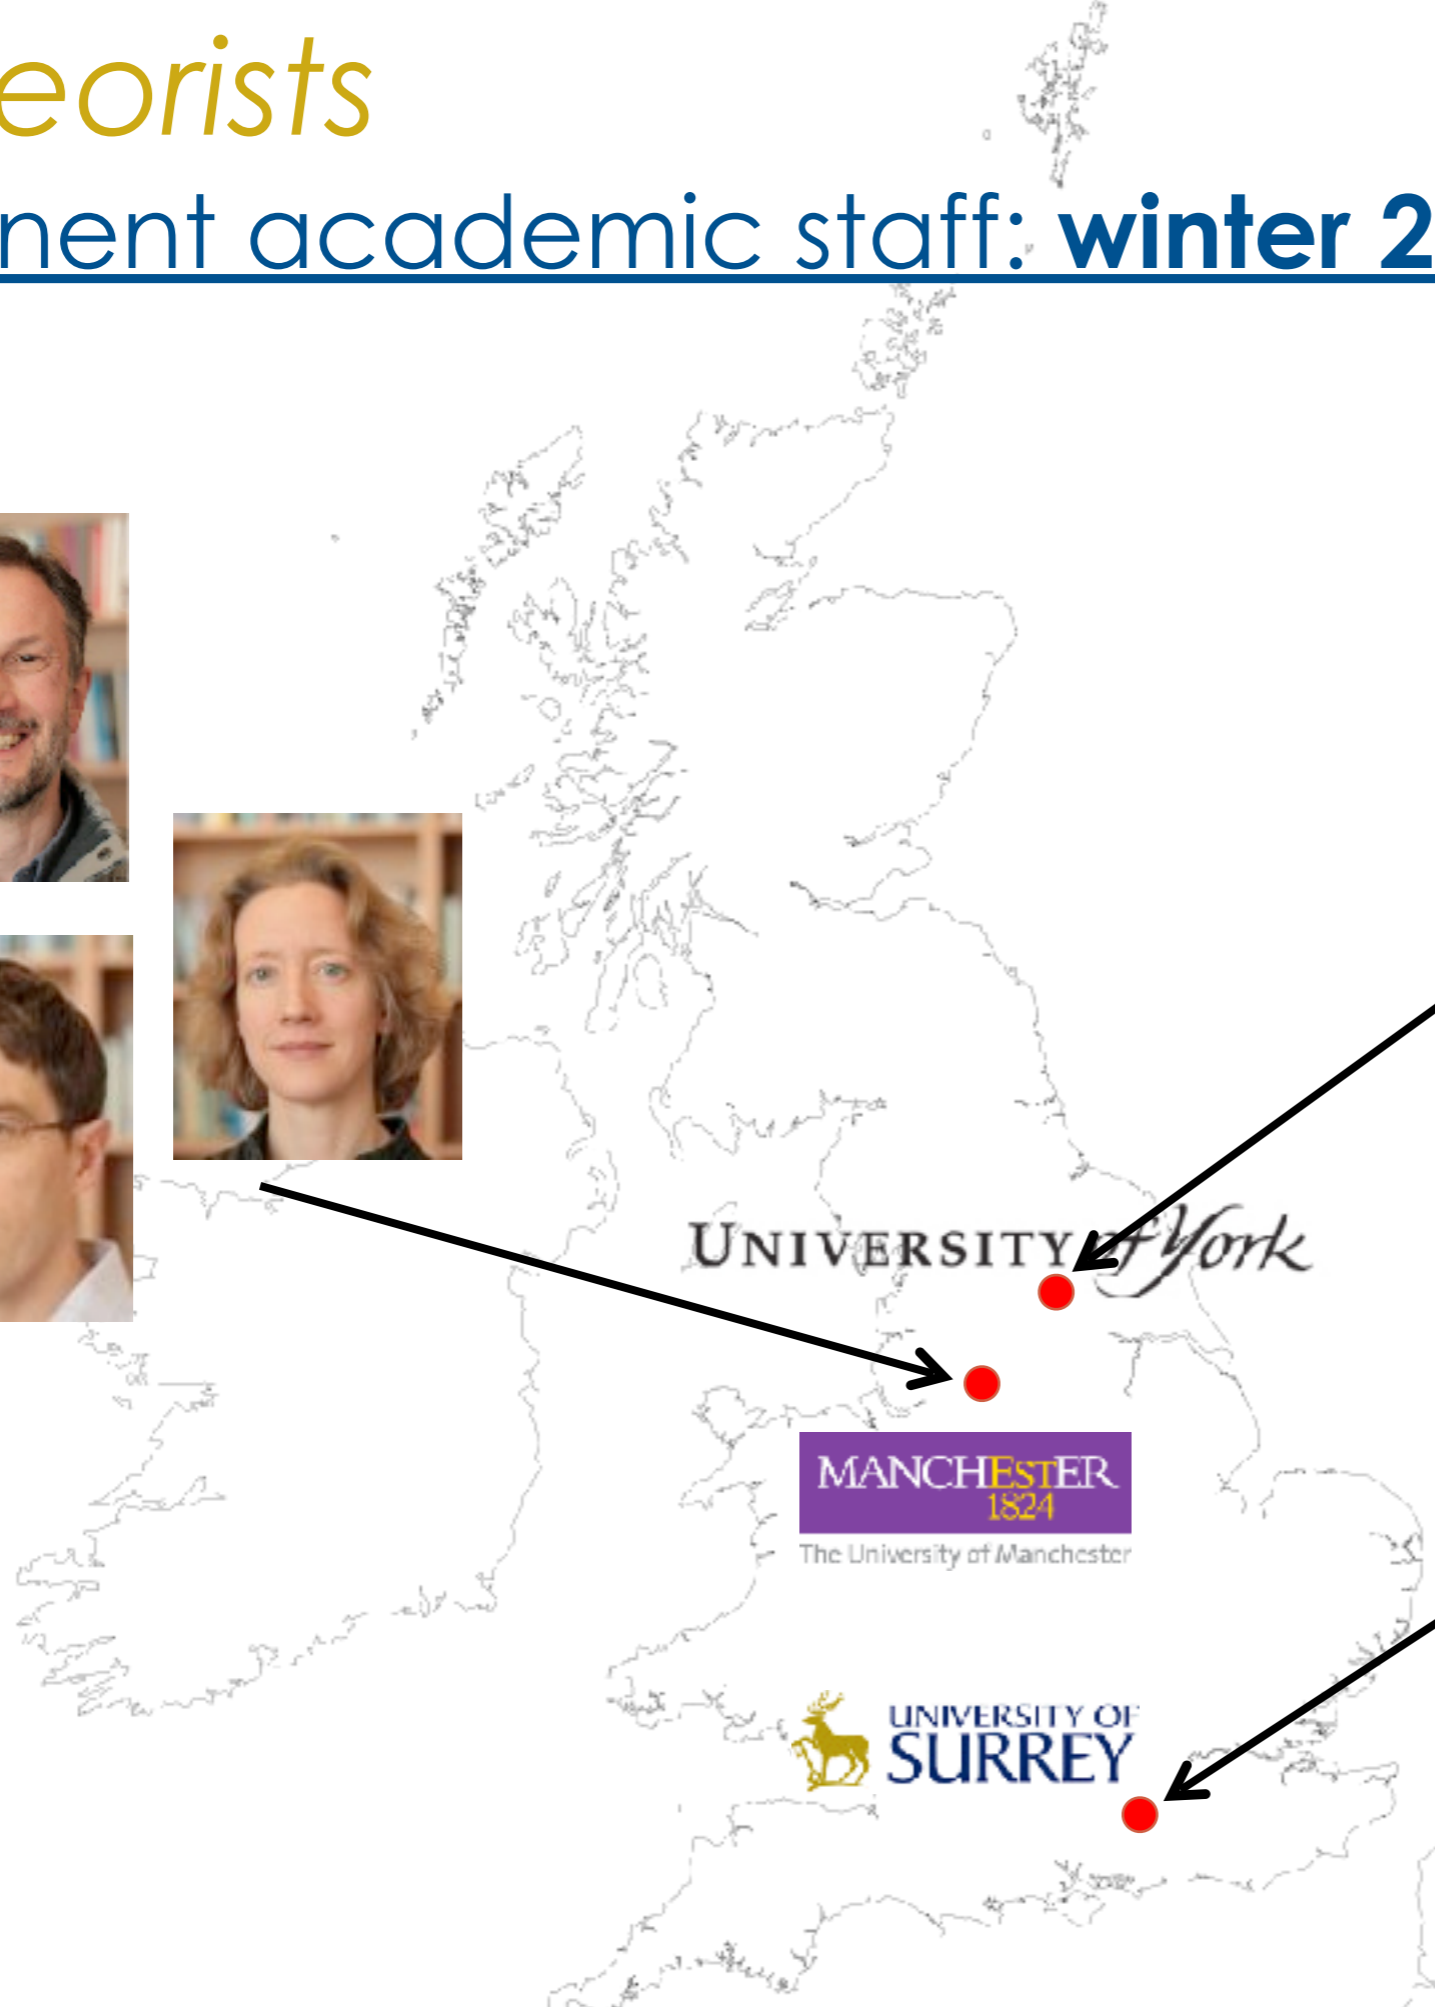 eorists
nent academic staff: winter 2
UNIVERSITY of York
MANCHESTER
1824
The University of Manchester
UNIVERSITY OF
SURREY